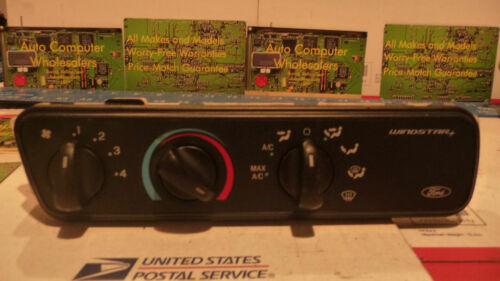 Auto Computer
Wholesalers
All Makes and Models
Worry-Free Warranties
Price Match Guarantee
Auto Computer
Wholesalers
All Makes and Models
Worry-Free Warranties
Price Match Guarantee
1
2
3
4
A/C
MAX
A/C
O
WINDSTAR
Ford
UNITED STATES
POSTAL SERVICE